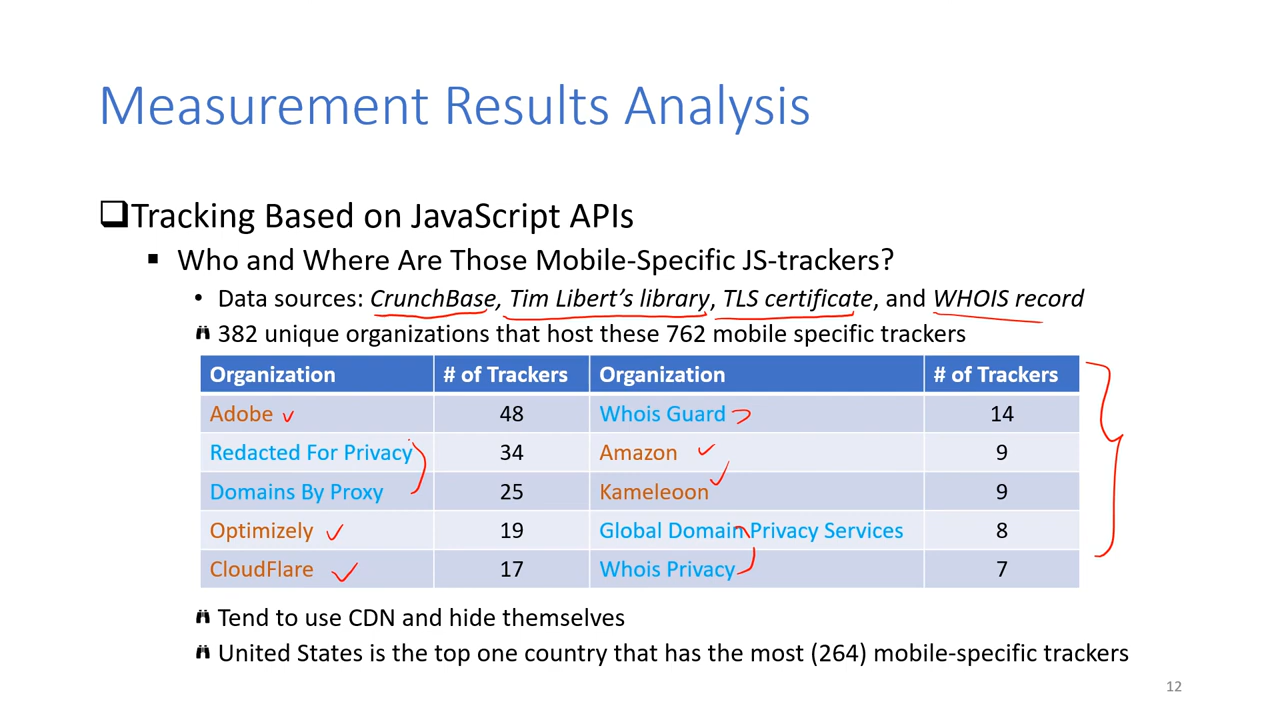 Measurement Results Analysis
❑Tracking Based on JavaScript APIs
▪ Who and Where Are Those Mobile-Specific JS-trackers?
• Data sources: CrunchBase, Tim Libert’s library, TLS certificate, and WHOIS record
382 unique organizations that host these 762 mobile specific trackers
Organization # of Trackers Organization # of Trackers
Adobe 48 Whois Guard 14
Redacted For Privacy 34 Amazon 9
Domains By Proxy 25 Kameleoon 9
Optimizely 19 Global Domain Privacy Services 8
CloudFlare 17 Whois Privacy 7
Tend to use CDN and hide themselves
United States is the top one country that has the most (264) mobile-specific trackers
12